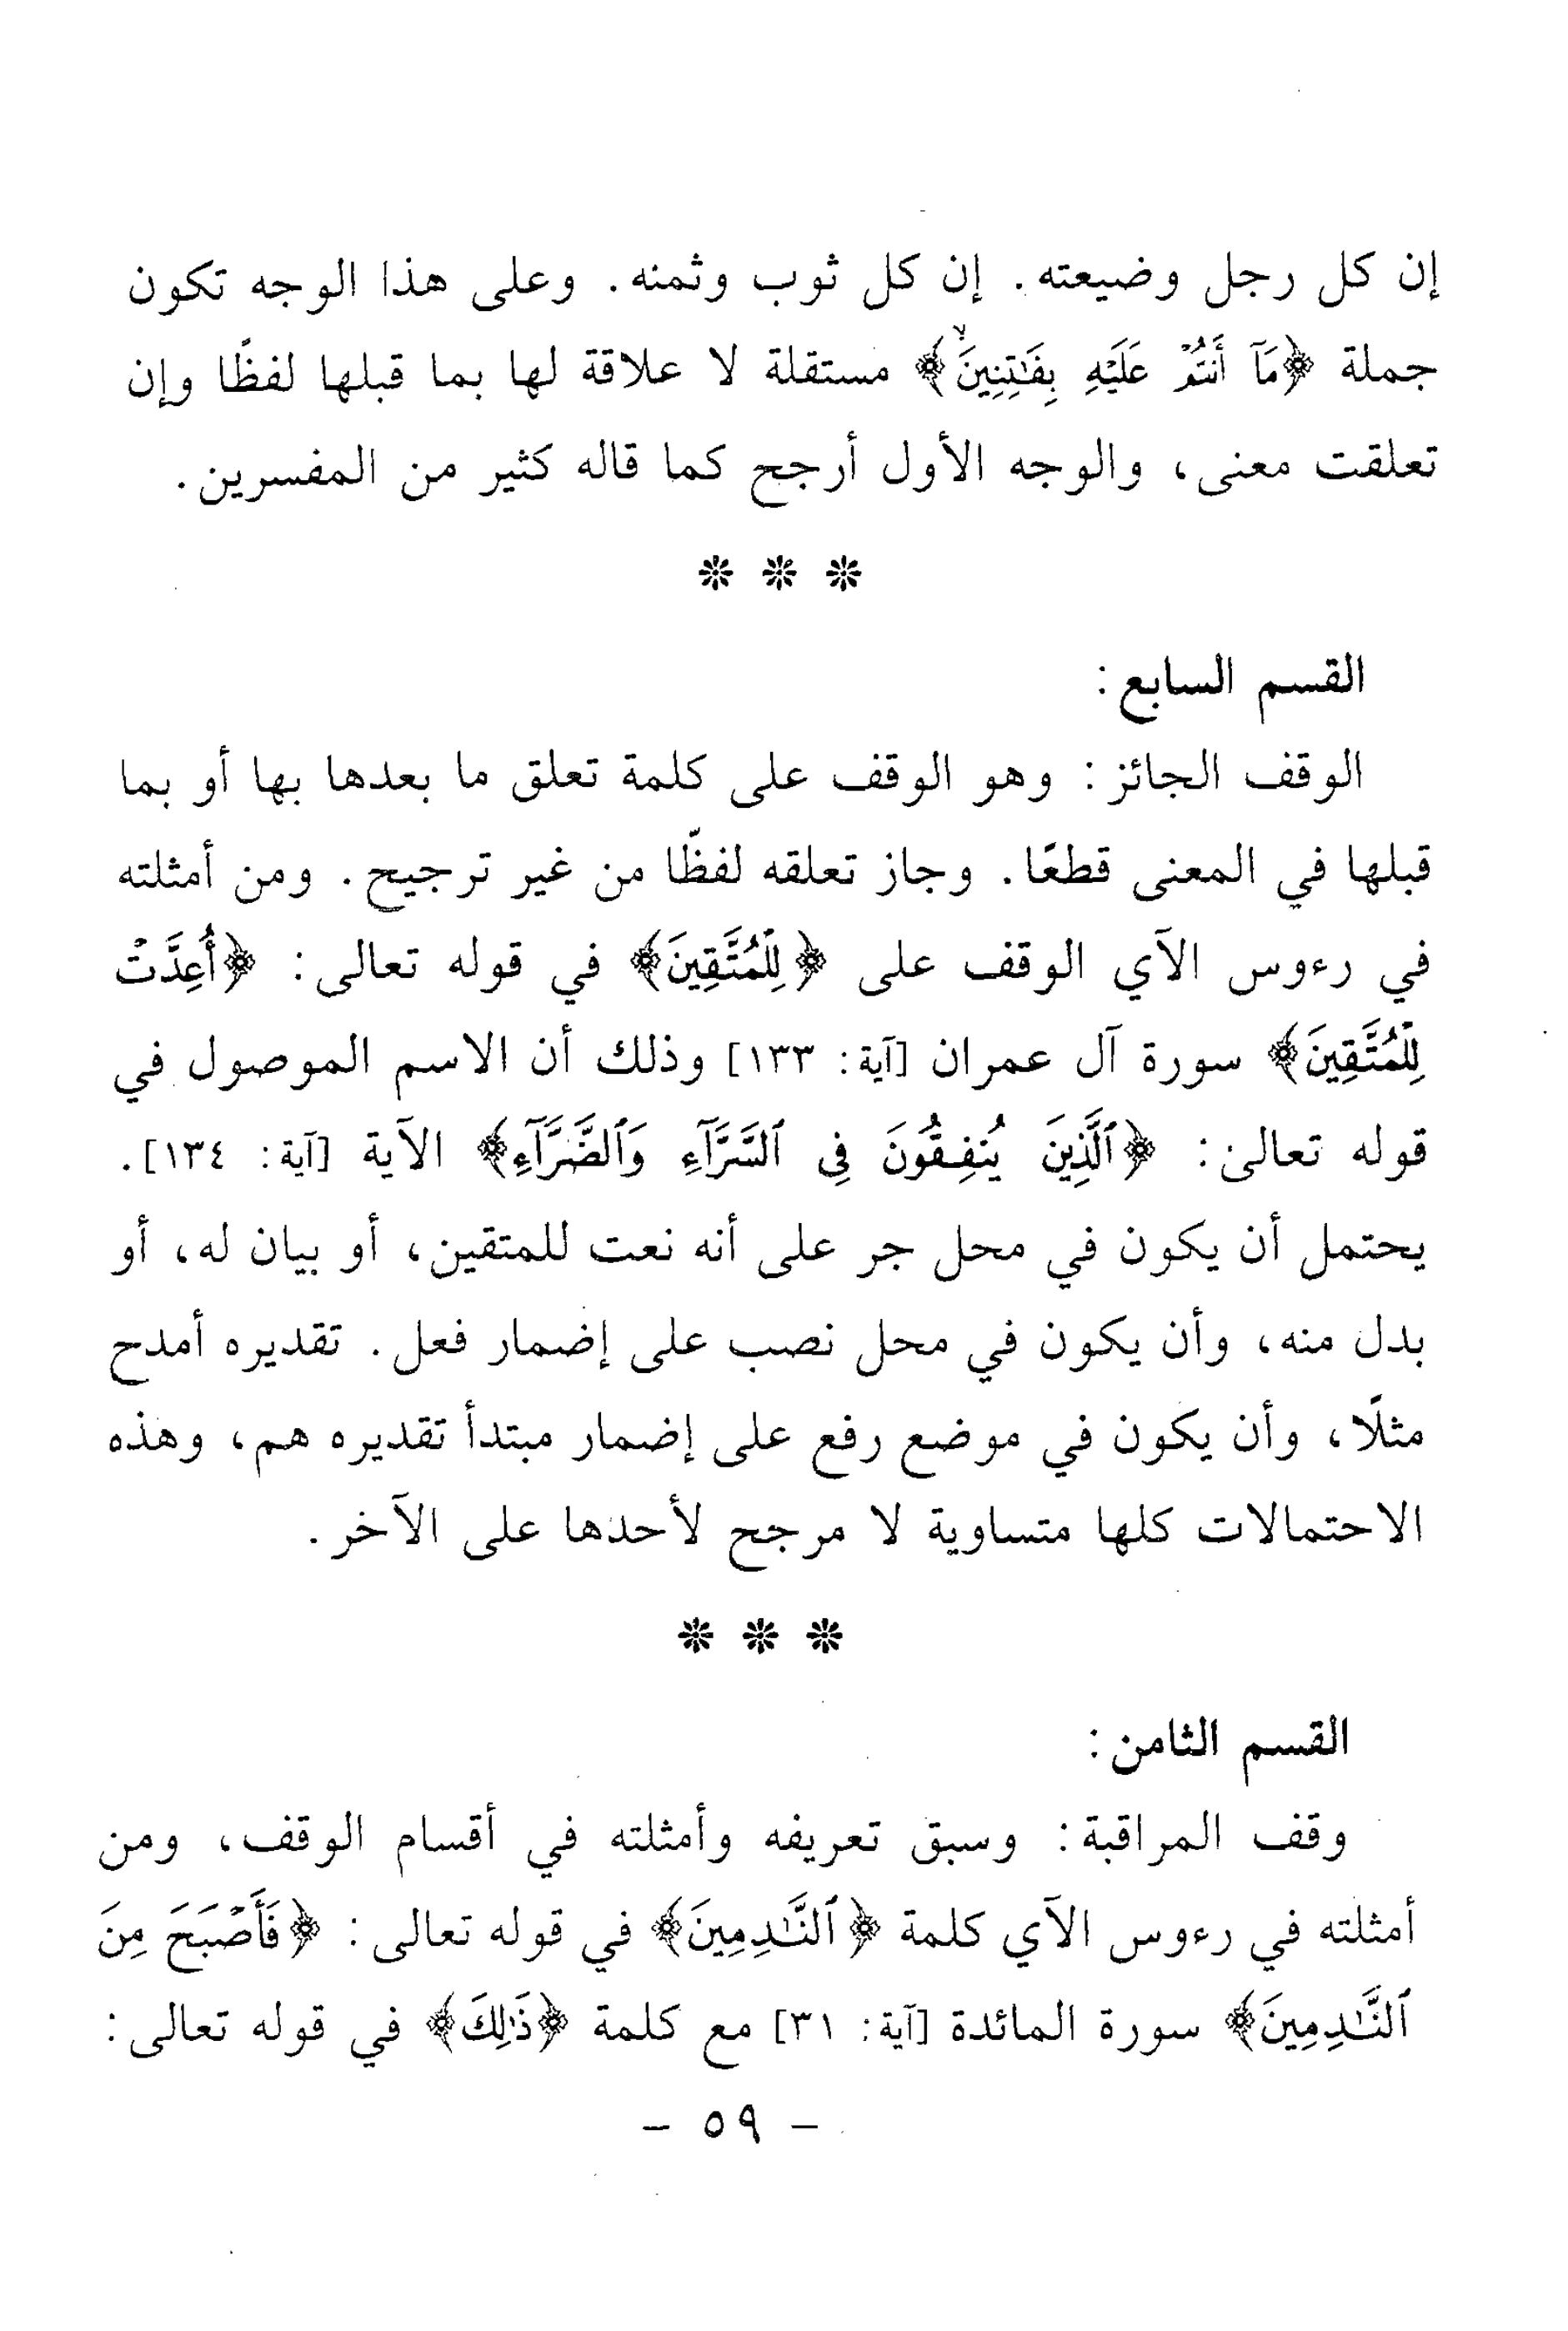 إن كل رجل وضيعته. إن كل ثوب وثمنه. وعلى هذا الوجه تكون
جملة ﴿مَآ أَنتُمۡ عَلَيۡهِ بِفَٰتِنِينَۙ﴾ مستقلة لا علاقة لها بما قبلها لفظًا وإن
تعلقت معنى، والوجه الأول أرجح كما قاله كثير من المفسرين.
* * *
القسم السابع:
الوقف الجائز: وهو الوقف على كلمة تعلق ما بعدها بها أو بما
قبلها في المعنى قطعًا. وجاز تعلقه لفظًا من غير ترجيح. ومن أمثلته
في رءوس الآي الوقف على ﴿لِلۡمُتَّقِينَ﴾ في قوله تعالى: ﴿أُعِدَّتۡ
لِلۡمُتَّقِينَ﴾ سورة آل عمران [آية: ١٣٣] وذلك أن الاسم الموصول في
قوله تعالى: ﴿ٱلَّذِينَ يُنفِقُونَ فِى ٱلسَّرَّآءِ وَٱلضَّرَّآءِ﴾ الآية [آية: ١٣٤].
يحتمل أن يكون في محل جر على أنه نعت للمتقين، أو بيان له، أو
بدل منه، وأن يكون في محل نصب على إضمار فعل. تقديره أمدح
مثلًا، وأن يكون في موضع رفع على إضمار مبتدأ تقديره هم، وهذه
الاحتمالات كلها متساوية لا مرجح لأحدها على الآخر.
* * *
القسم الثامن:
وقف المراقبة: وسبق تعريفه وأمثلته في أقسام الوقف، ومن
أمثلته في رءوس الآي كلمة ﴿ٱلنَّٰدِمِينَ﴾ في قوله تعالى: ﴿فَأَصۡبَحَ مِنَ
ٱلنَّٰدِمِينَ﴾ سورة المائدة [آية: ٣١] مع كلمة ﴿ذَٰلِكَ﴾ في قوله تعالى:
- ٥٩ -